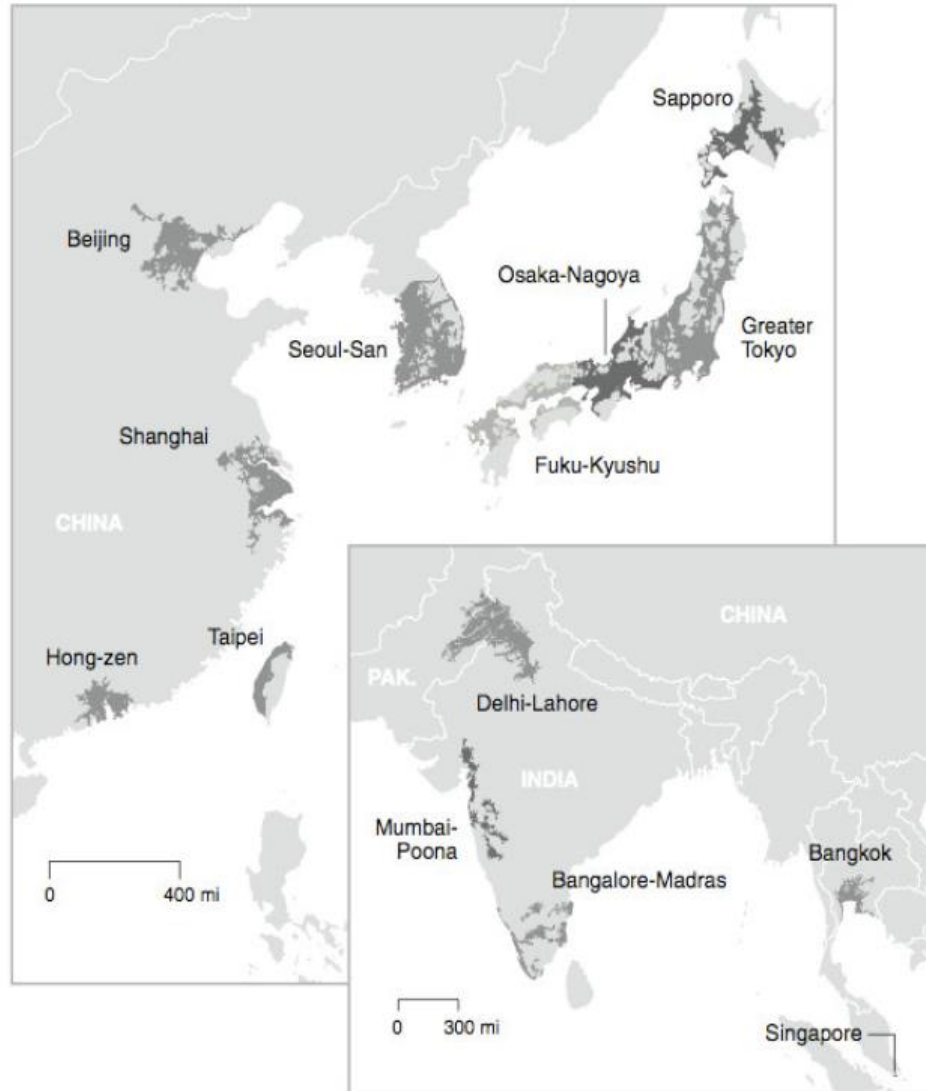 Sapporo
Beijing
Osaka-Nagoya
Greater
Tokyo
Seoul-San
Shanghai
Fuku-Kyushu
CHINA
Taipei
Hong-zen
0 400 mi
CHINA
PAK.
Delhi-Lahore
INDIA
Mumbai-
Poona
Bangkok
Bangalore-Madras
0 300 mi
Singapore